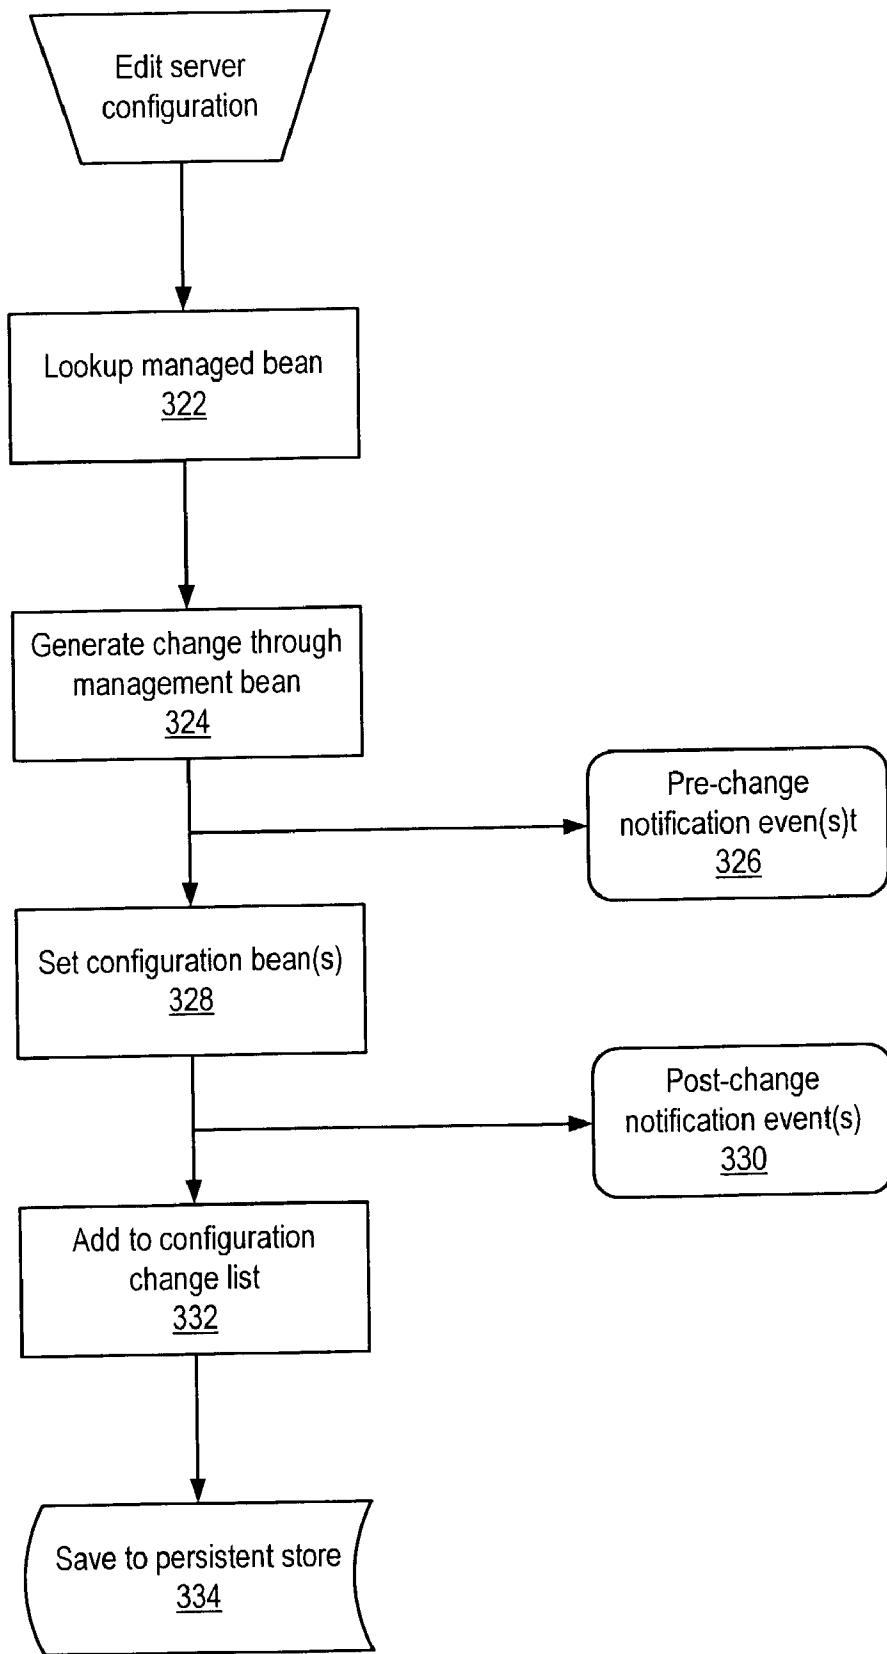 Edit server
configuration
Lookup managed bean
322
Generate change through
management bean
324
Pre-change
notification even(s)t
326
Set configuration bean(s)
328
Post-change
notification event(s)
330
Add to configuration
change list
332
Save to persistent store
334